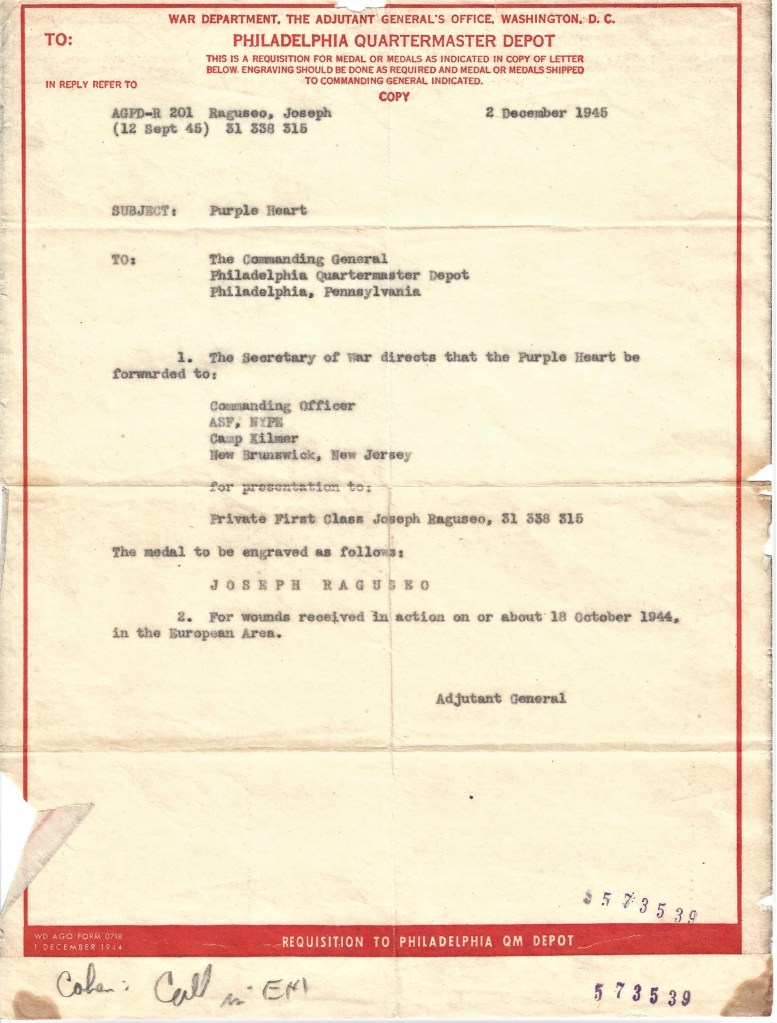 WAR DEPARTMENT, THE ADJUTANT GENERAL'S OFFICE, WASHINGTON, D. C.
TO: PHILADELPHIA QUARTERMASTER DEPOT
THIS IS A REQUISITION FOR MEDAL OR MEDALS AS INDICATED IN COPY OF LETTER
BELOW. ENGRAVING SHOULD BE DONE AS REQUIRED AND MEDAL OR MEDALS SHIPPED
TO COMMANDING GENERAL INDICATED.
IN REPLY REFER TO
COPY
AGPD-R 201 Raguseo, Joseph 2 December 1945
(12 Sept 45) 31 338 315
SUBJECT: Purple Heart
TO: The Commanding General
Philadelphia Quartermaster Depot
Philadelphia, Pennsylvania
1. The Secretary of War directs that the Purple Heart be
forwarded to:
Commanding Officer
ASF, NYPE
Camp Kilmer
New Brunswick, New Jersey
for presentation to:
Private First Class Joseph Raguseo, 31 338 315
The medal to be engraved as follows:
JOSEPH RAGUSEO
2. For wounds received in action on or about 18 October 1944,
in the European Area.
Adjutant General
573539
WD AGO FORM 0718
1 DECEMBER 1944
REQUISITION TO PHILADELPHIA QM DEPOT
Call
573539